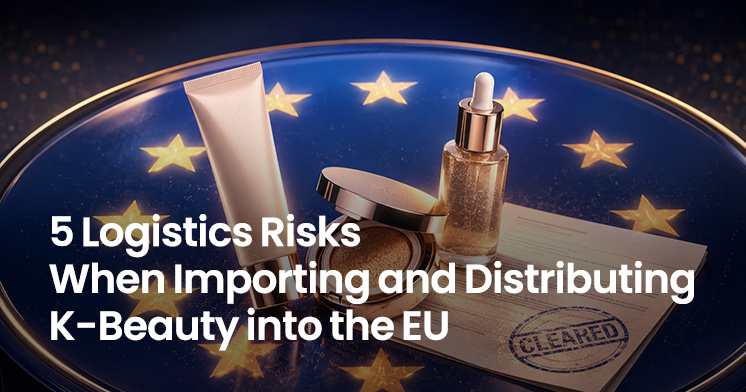 5 Logistics Risks
When Importing and Distributing
K-Beauty into the EU
CLEARED